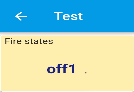 Test
Fire states
off1 .